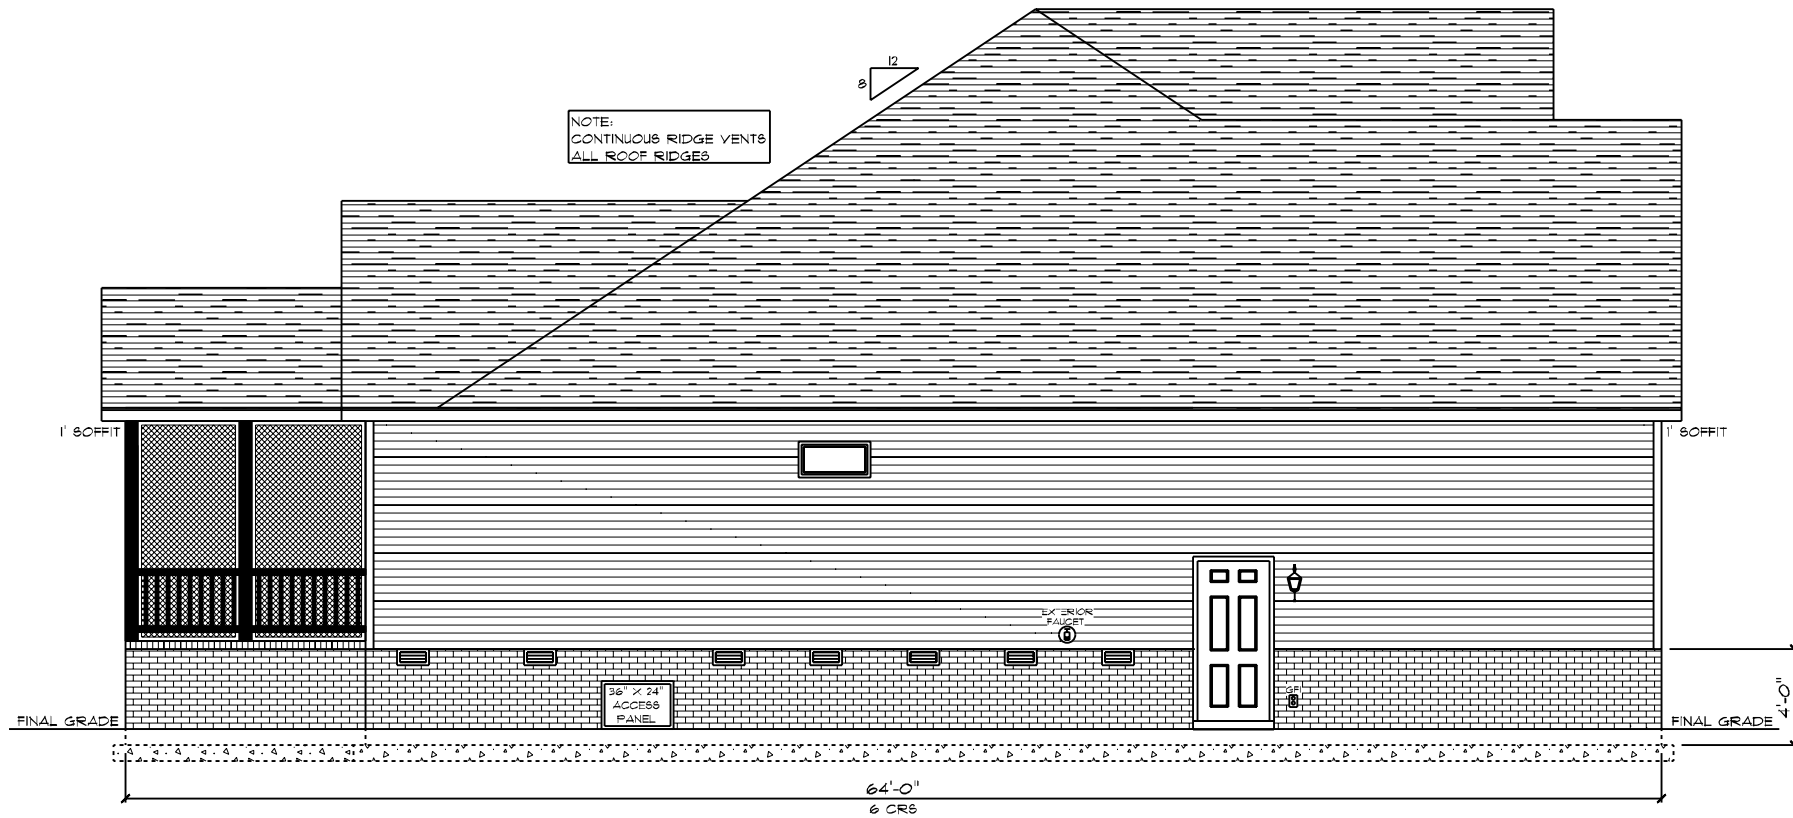 12
8
NOTE:
CONTINUOUS RIDGE VENTS
ALL ROOF RIDGES
1' SOFFIT
1' SOFFIT
EXTERIOR
FAUCET
36" X 24"
ACCESS
PANEL
GFI
4'-0"
FINAL GRADE
FINAL GRADE
64'-0"
6 CRS